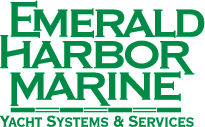 EMERALD
HARBOR
MARINE
YACHT SYSTEMS & SERVICES